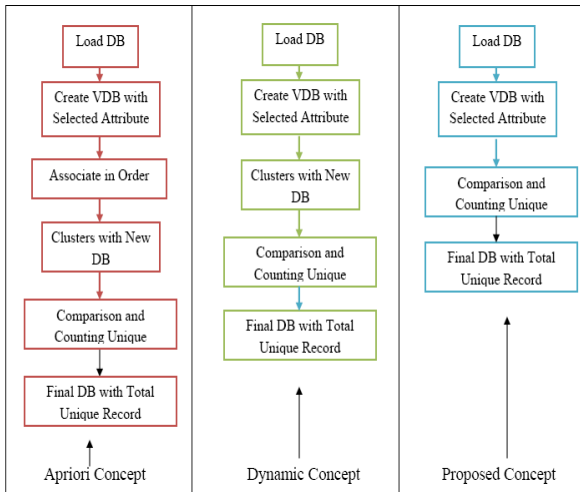 Load DB
Create VDB with
Selected Attribute
Associate in Order
Clusters with New
DB
Comparison and
Counting Unique
Final DB with Total
Unique Record
Apriori Concept
Load DB
Create VDB with
Selected Attribute
Clusters with New
DB
Comparison and
Counting Unique
Final DB with Total
Unique Record
Dynamic Concept
Load DB
Create VDB with
Selected Attribute
Comparison and
Counting Unique
Final DB with Total
Unique Record
Proposed Concept